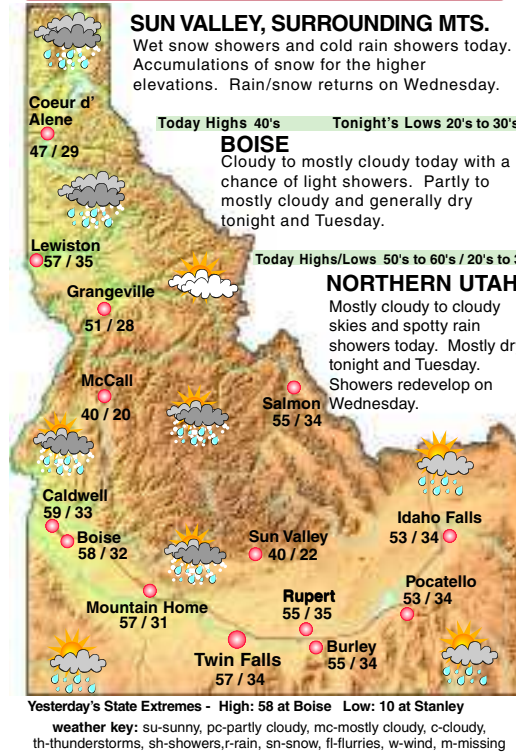 SUN VALLEY, SURROUNDING MTS.
Wet snow showers and cold rain showers today.
Accumulations of snow for the higher
elevations. Rain/snow returns on Wednesday.
Today Highs 40's Tonight's Lows 20's to 30's
BOISE
Cloudy to mostly cloudy today with a
chance of light showers. Partly to
mostly cloudy and generally dry
tonight and Tuesday.
Today Highs/Lows 50's to 60's / 20's to 3
NORTHERN UTAH
Mostly cloudy to cloudy
skies and spotty rain
showers today. Mostly dr
tonight and Tuesday.
Showers redevelop on
Wednesday.
Coeur d'
Alene
47 / 29
Lewiston
57 / 35
Grangeville
51 / 28
McCall
40 / 20
Salmon
55 / 34
Caldwell
59 / 33
Boise
58 / 32
Sun Valley
40 / 22
Idaho Falls
53 / 34
Mountain Home
57 / 31
Rupert
55 / 35
Pocatello
53 / 34
Twin Falls
57 / 34
Burley
55 / 34
Yesterday's State Extremes - High: 58 at Boise Low: 10 at Stanley
weather key: su-sunny, pc-partly cloudy, mc-mostly cloudy, c-cloudy,
th-thunderstorms, sh-showers,r-rain, sn-snow, fl-flurries, w-wind, m-missing